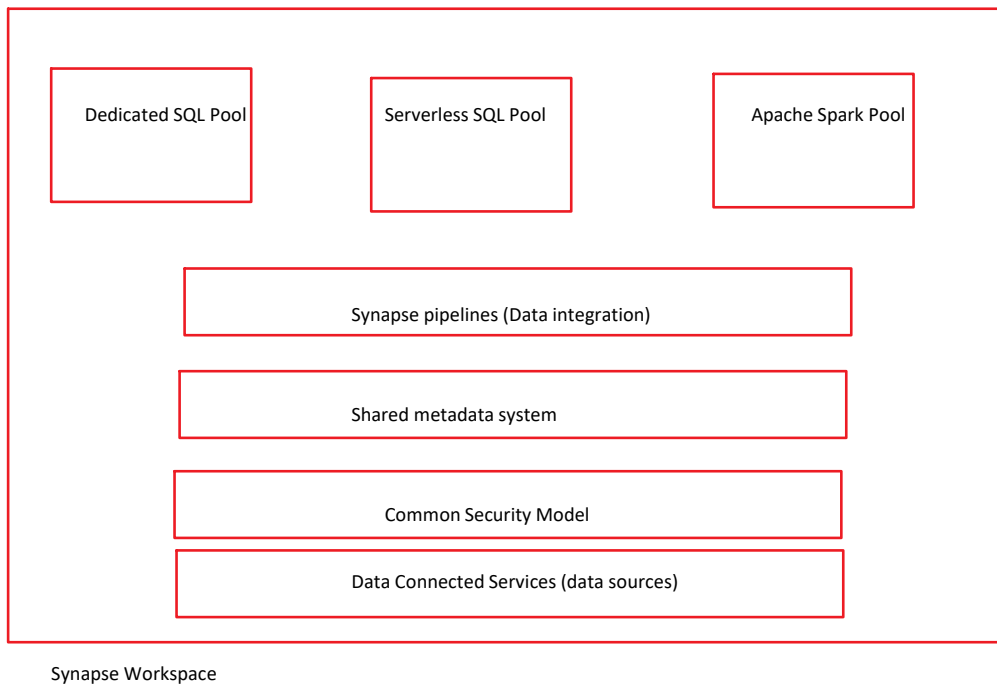 Dedicated SQL Pool
Serverless SQL Pool
Apache Spark Pool
Synapse pipelines (Data integration)
Shared metadata system
Common Security Model
Data Connected Services (data sources)
Synapse Workspace